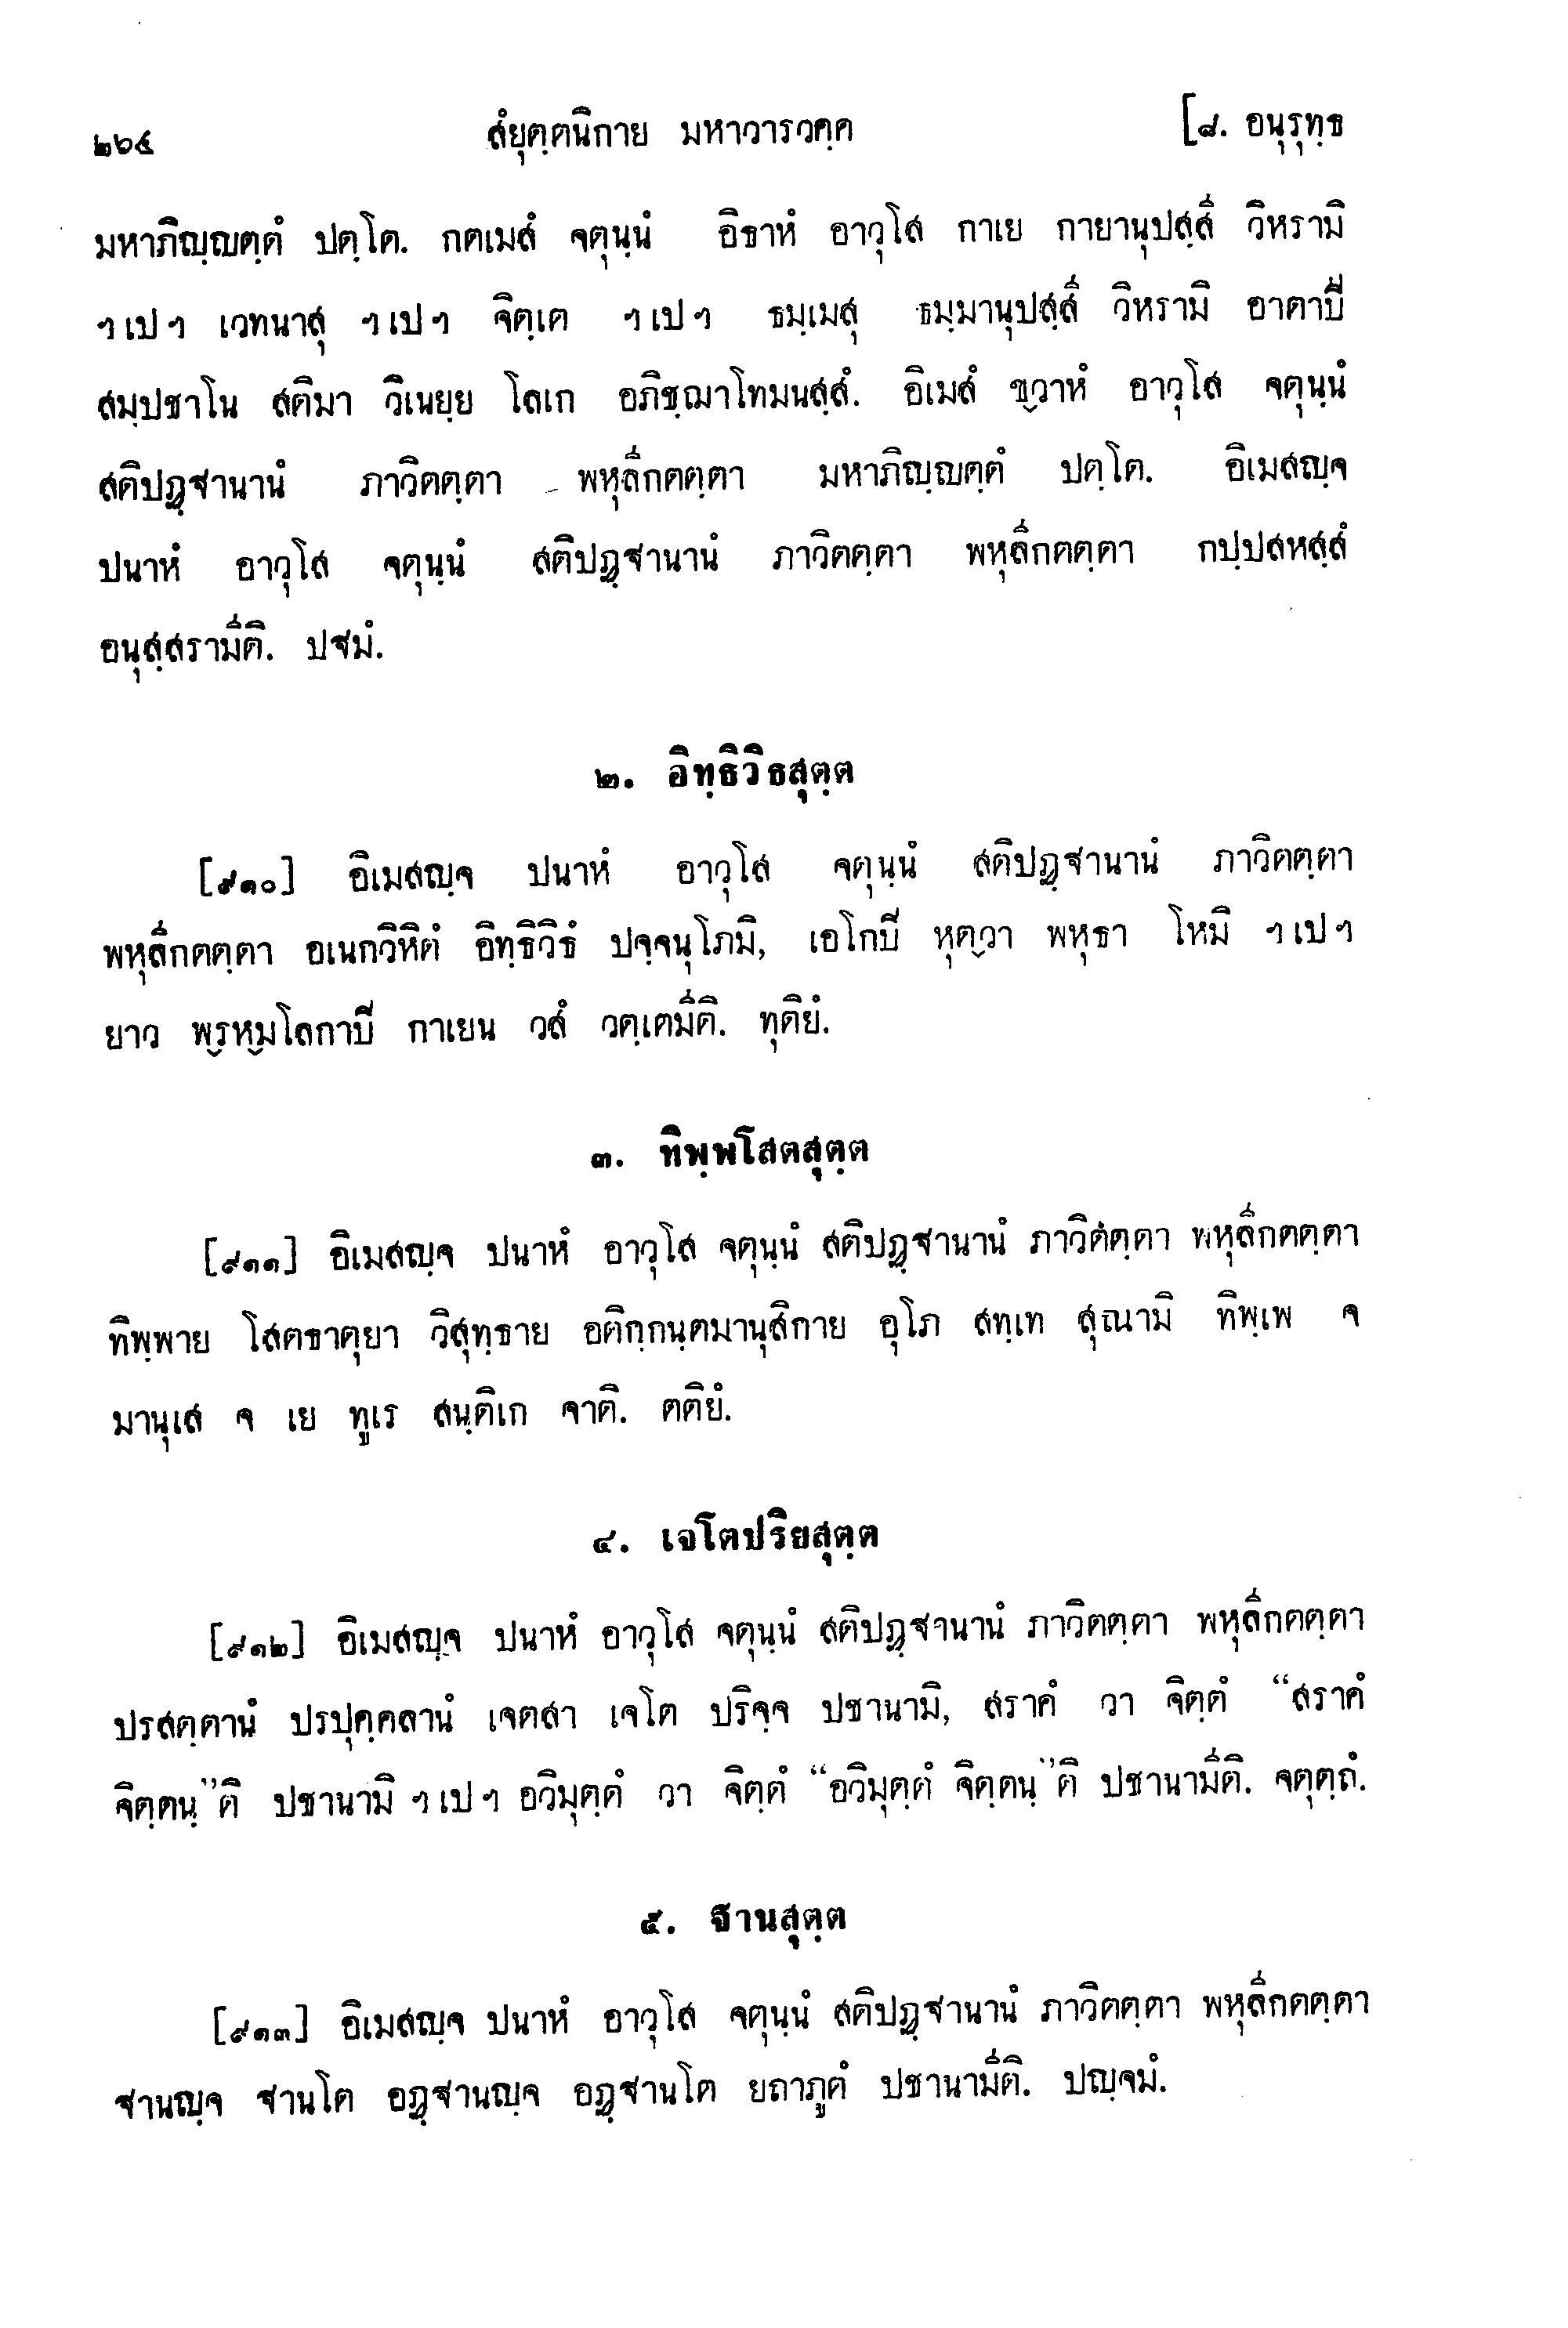 ๒๖๔ สํยุตฺตนิกาย มหาวารวคฺค [๘. อนุรุทฺธ
มหาภิญฺญตฺตํ ปตฺโต. กตเมสํ จตุนฺนํ อิธาหํ อาวุโส กาเย กายานุปสฺสี วิหรามิ
ฯ เป ฯ เวทนาสุ ฯ เป ฯ จิตฺเต ฯ เป ฯ ธมฺเมสุ ธมฺมานุปสฺสี วิหรามิ อาตาปี
สมฺปชาโน สติมา วิเนยฺย โลเก อภิชฺฌาโทมนสฺสํ. อิเมสํ ข๎วาหํ อาวุโส จตุนฺนํ
สติปฏฺฐานานํ ภาวิตตฺตา พหุลีกตตฺตา มหาภิญฺญตฺตํ ปตฺโต. อิเมสญฺจ
ปนาหํ อาวุโส จตุนฺนํ สติปฏฺฐานานํ ภาวิตตฺตา พหุลีกตตฺตา กปฺปสหสฺสํ
อนุสฺสรามีติ. ปฐมํ.
๒. อิทฺธิวิธสุตฺต
[๙๑๐] อิเมสญฺจ ปนาหํ อาวุโส จตุนฺนํ สติปฏฺฐานานํ ภาวิตตฺตา
พหุลีกตตฺตา อเนกวิหิตํ อิทฺธิวิธํ ปจฺจนุโภมิ, เอโกปี หุต๎วา พหุธา โหมิ ฯ เป ฯ
ยาว พ๎รห๎มโลกาปี กาเยน วสํ วตฺเตมีติ. ทุติยํ.
๓. ทิพฺพโสตสุตฺต
[๙๑๑] อิเมสญฺจ ปนาหํ อาวุโส จตุนฺนํ สติปฏฺฐานานํ ภาวิตตฺตา พหุลีกตตฺตา
ทิพฺพาย โสตธาตุยา วิสุทฺธาย อติกฺกนฺตมานุสิกาย อุโภ สทฺเท สุณามิ ทิพฺเพ จ
มานุเส จ เย ทูเร สนฺติเก จาติ. ตติยํ.
๔. เจโตปริยสุตฺต
[๙๑๒] อิเมสญฺจ ปนาหํ อาวุโส จตุนฺนํ สติปฏฺฐานานํ ภาวิตตฺตา พหุลีกตตฺตา
ปรสตฺตานํ ปรปุคฺคลานํ เจตสา เจโต ปริจฺจ ปชานามิ, สราคํ วา จิตฺตํ “สราคํ
จิตฺตนฺ”ติ ปชานามิ ฯ เป ฯ อวิมุตฺตํ วา จิตฺตํ “อวิมุตฺตํ จิตฺตนฺ”ติ ปชานามีติ. จตุตฺถํ.
๕. ฐานสุตฺต
[๙๑๓] อิเมสญฺจ ปนาหํ อาวุโส จตุนฺนํ สติปฏฺฐานานํ ภาวิตตฺตา พหุลีกตตฺตา
ฐานญฺจ ฐานโต อฏฺฐานญฺจ อฏฺฐานโต ยถาภูตํ ปชานามีติ. ปญฺจมํ.